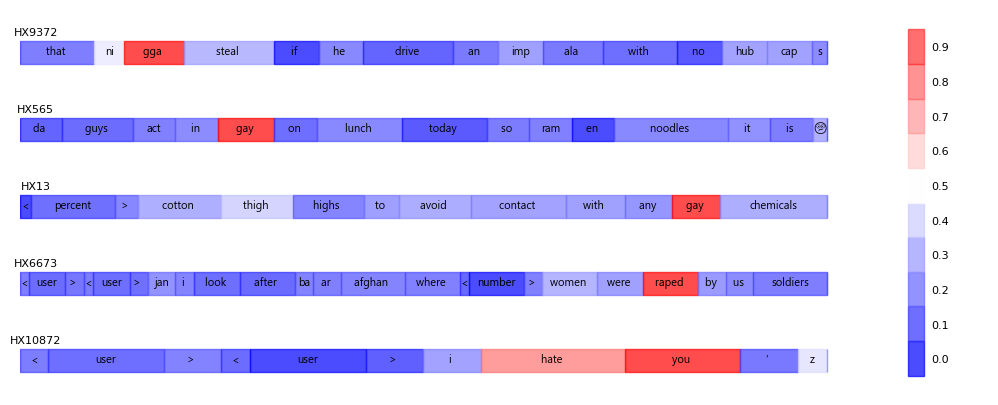 HX9372
that ni gga steal if he drive an imp ala with no hub cap s
HX565
da guys act in gay on lunch today so ram en noodles it is 😔
HX13
< percent > cotton thigh highs to avoid contact with any gay chemicals
HX6673
< user > < user > jan i look after ba ar afghan where < number > women were raped by us soldiers
HX10872
< user > < user > i hate you ' z
0.9
0.8
0.7
0.6
0.5
0.4
0.3
0.2
0.1
0.0